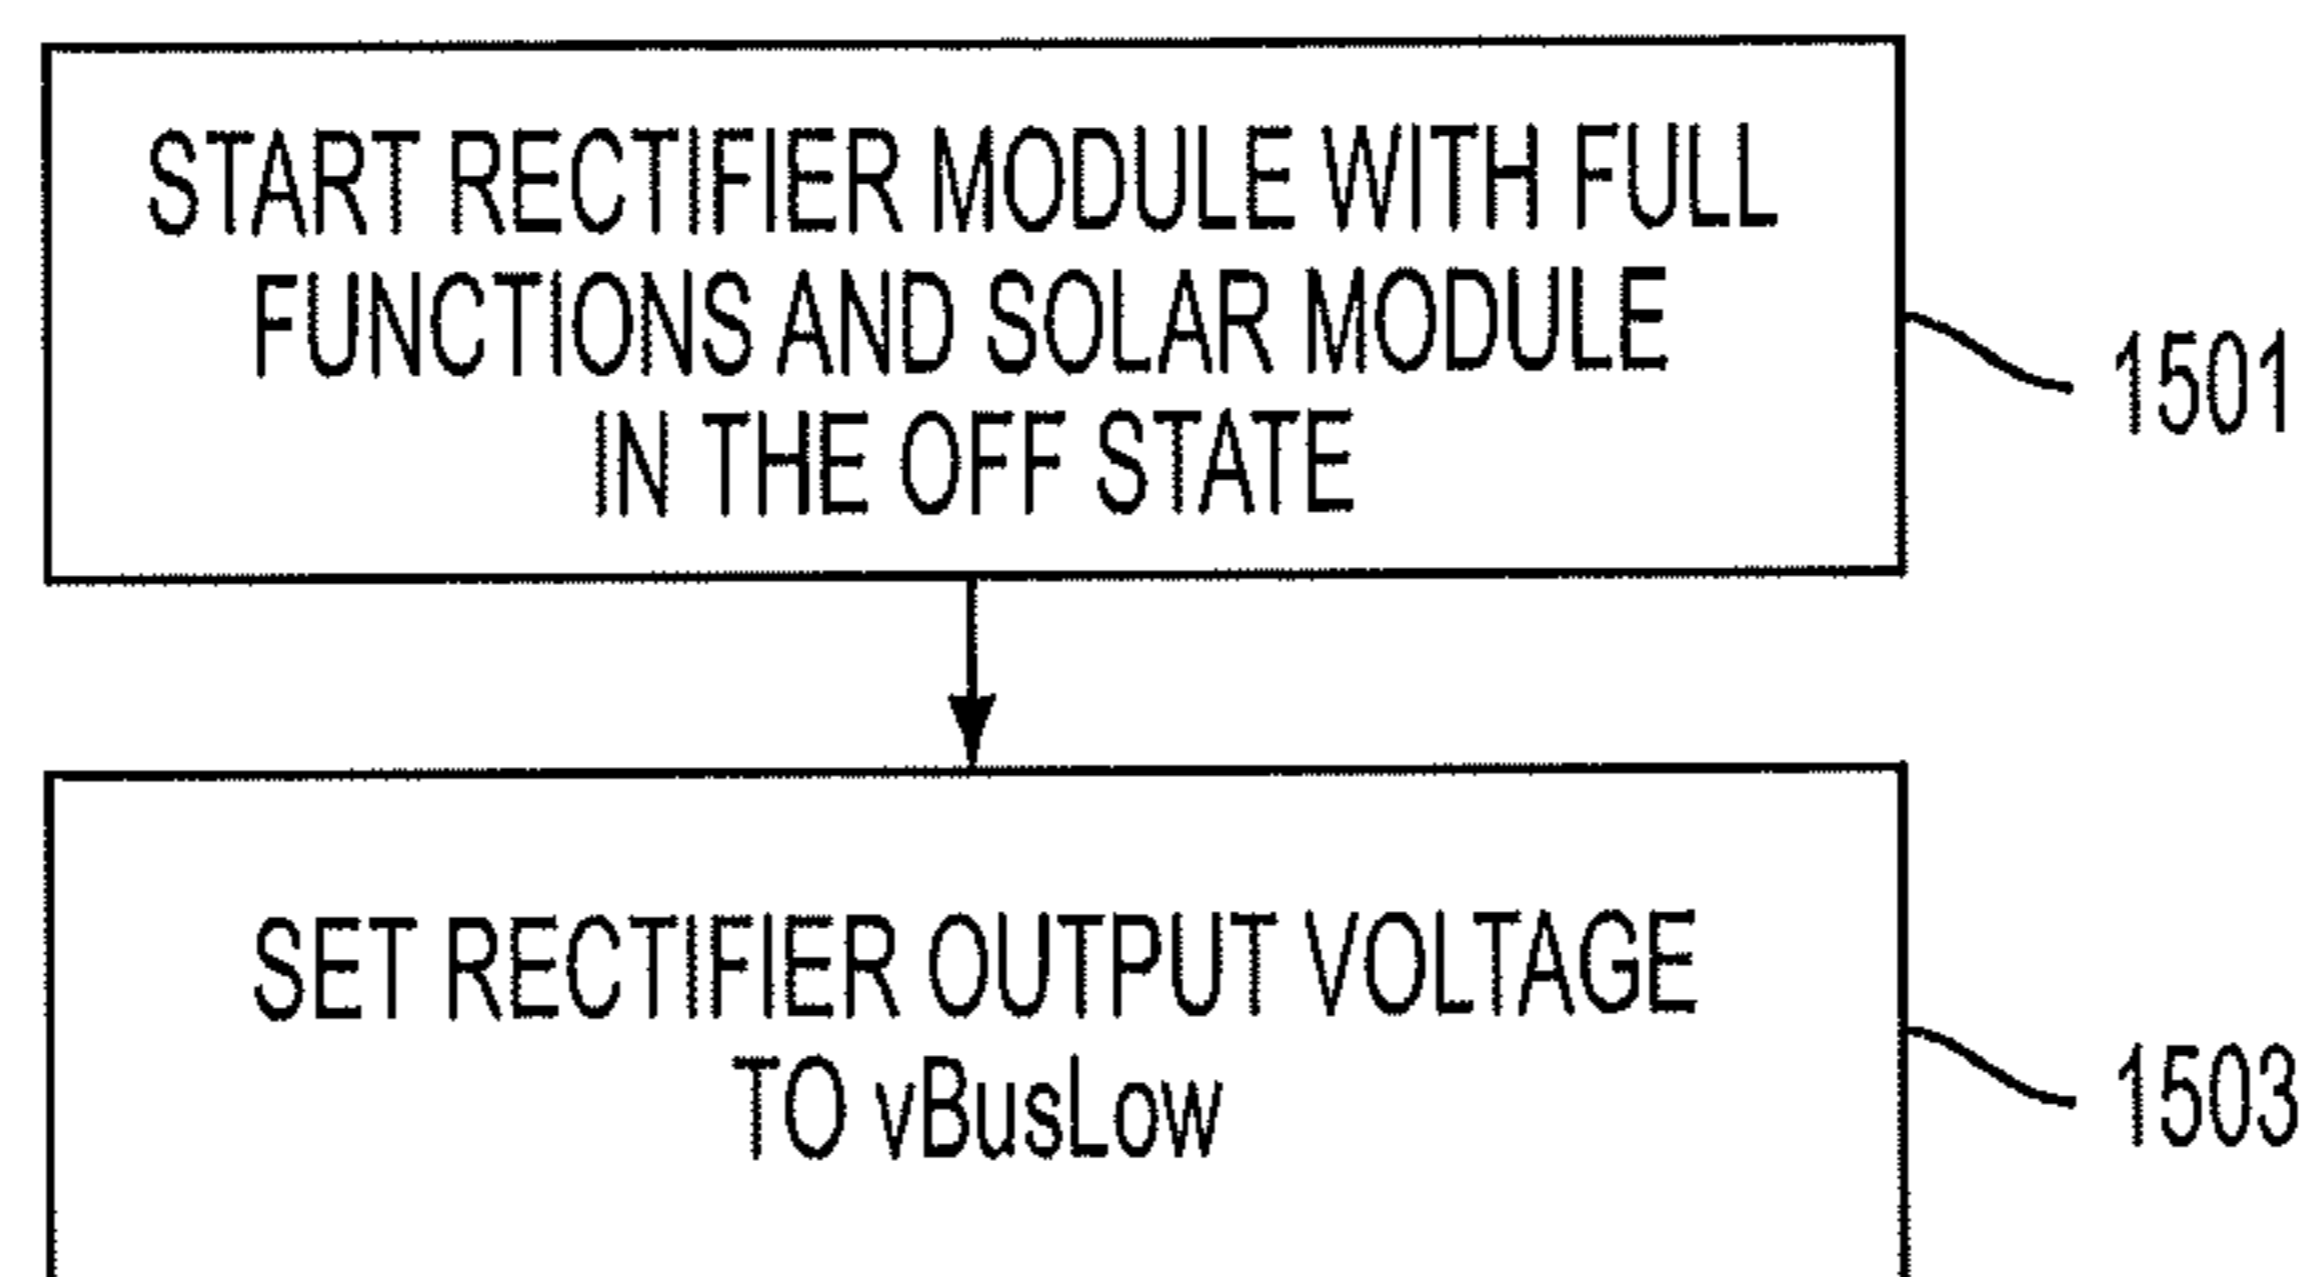 START RECTIFIER MODULE WITH FULL
FUNCTIONS AND SOLAR MODULE
IN THE OFF STATE
1501
SET RECTIFIER OUTPUT VOLTAGE
TO vBusLow
1503